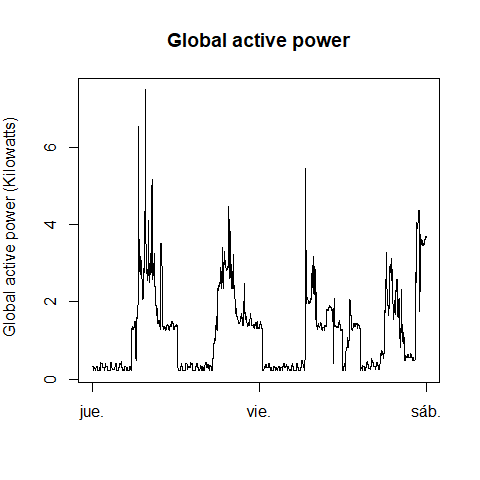 Global active power
Global active power (Kilowatts)
6
4
2
0
jue.
vie.
sáb.